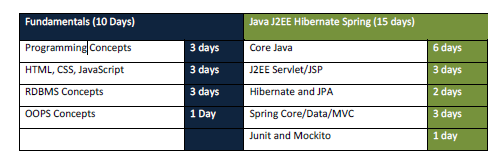 Fundamentals (10 Days) Java J2EE Hibernate Spring (15 days)
Programming Concepts 3 days Core Java 6 days
HTML, CSS, JavaScript 3 days J2EE Servlet/JSP 3 days
RDBMS Concepts 3 days Hibernate and JPA 2 days
OOPS Concepts 1 Day Spring Core/Data/MVC 3 days
Junit and Mockito 1 day